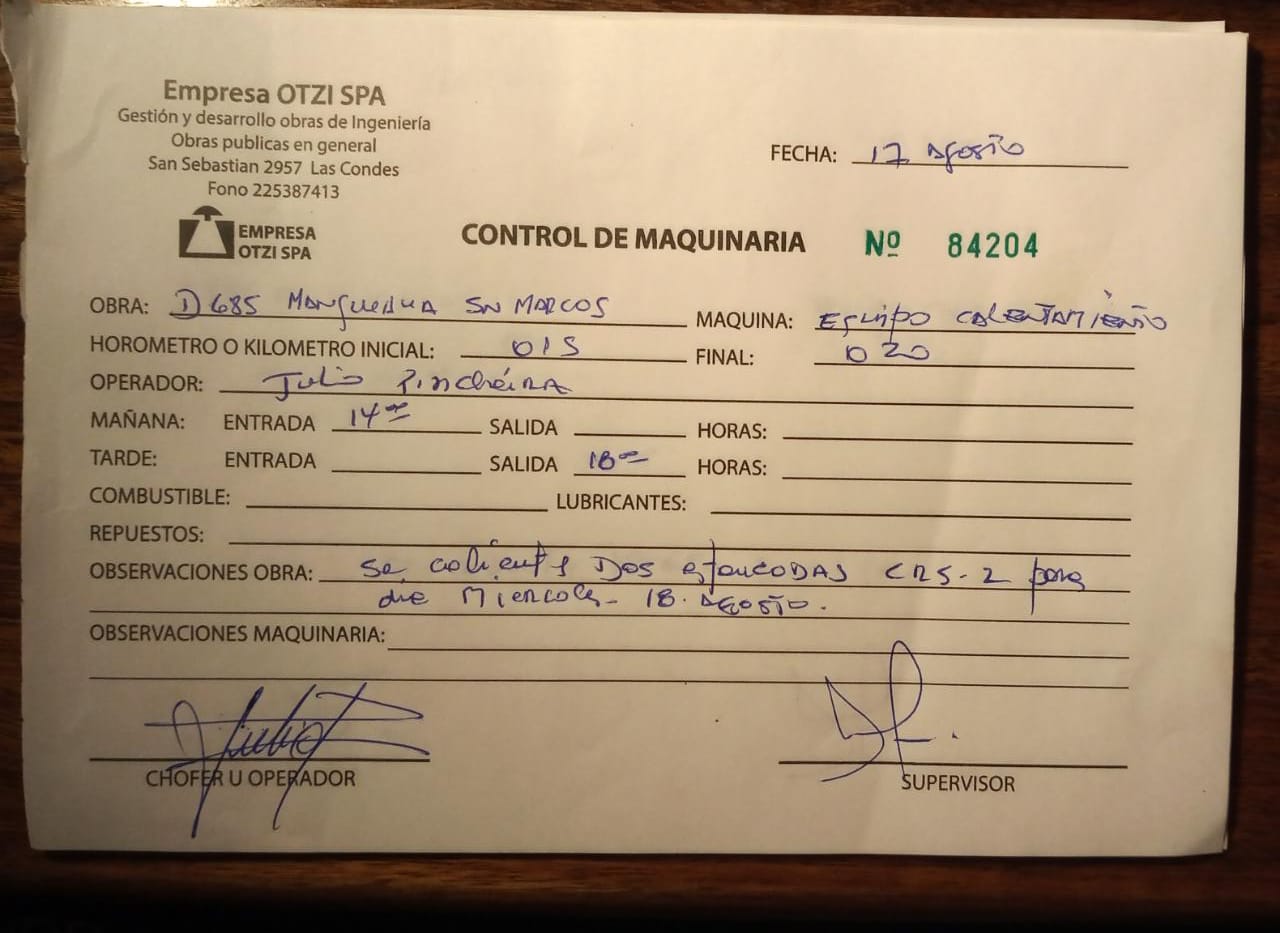 Empresa OTZI SPA
Gestión y desarrollo obras de Ingeniería
Obras publicas en general
San Sebastian 2957 Las Condes
Fono 225387413
FECHA: 17 Agosto
EMPRESA
OTZI SPA
CONTROL DE MAQUINARIA Nº 84204
OBRA: D 685 Manquehua SN MARCOS MAQUINA: Equipo CALENTAMIENTO
HOROMETRO O KILOMETRO INICIAL: 015 FINAL: 020
OPERADOR: Julio Pincheira
MAÑANA: ENTRADA 14 00 SALIDA HORAS:
TARDE: ENTRADA SALIDA 18 00 HORAS:
COMBUSTIBLE: LUBRICANTES:
REPUESTOS:
OBSERVACIONES OBRA: Se calienta DOS CRS-2 para
Miercoles - 18. AGOSTO.
OBSERVACIONES MAQUINARIA:
CHOFER U OPERADOR
SUPERVISOR